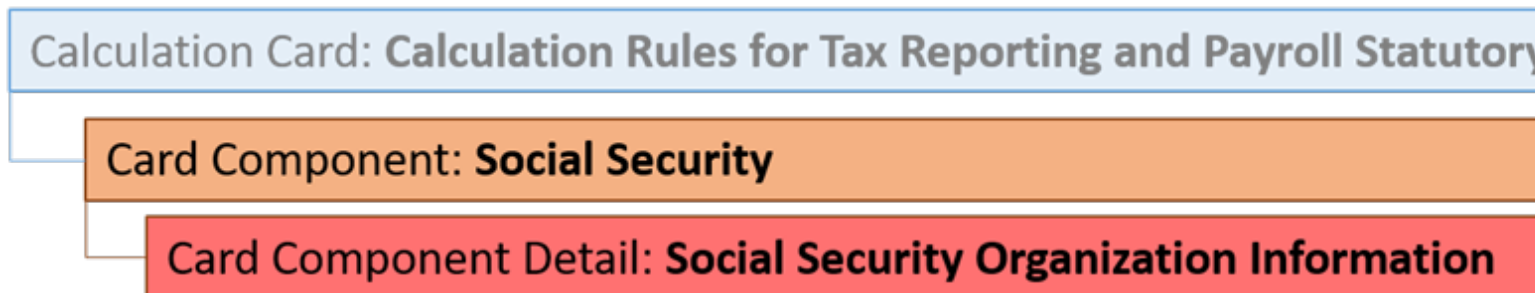 Calculation Card: Calculation Rules for Tax Reporting and Payroll Statutory
Card Component: Social Security
Card Component Detail: Social Security Organization Information